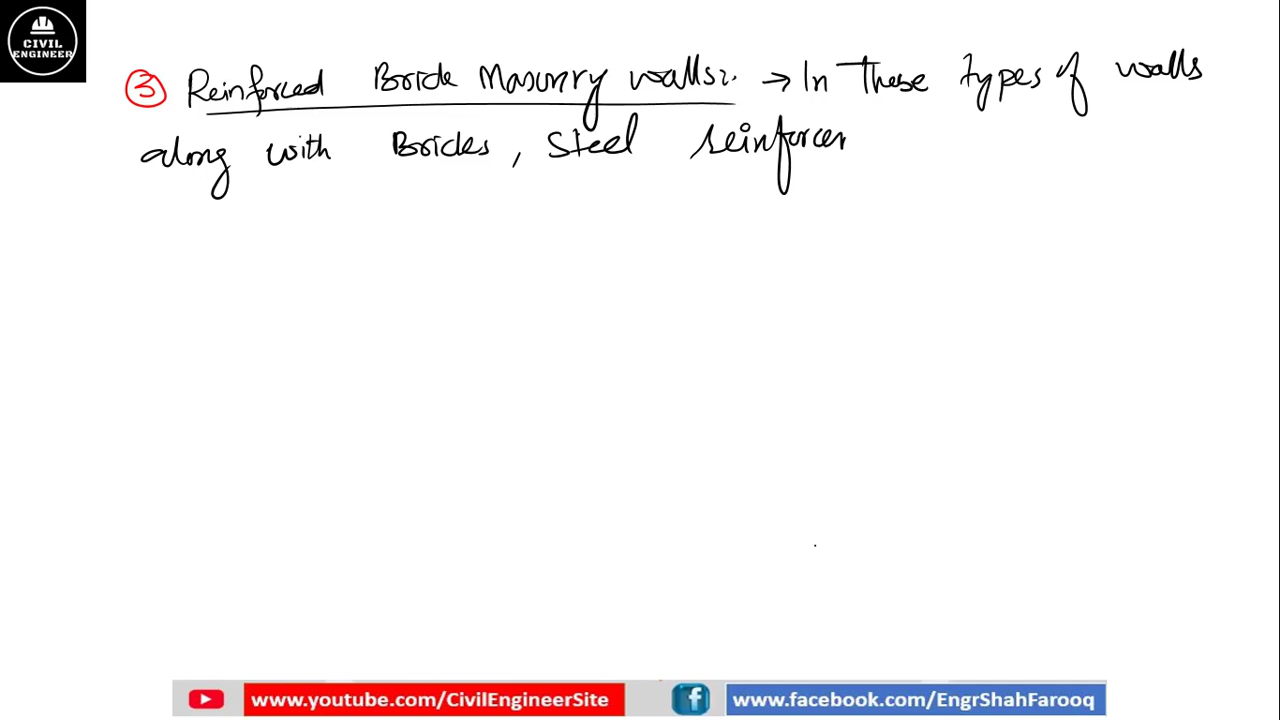 CIVIL
ENGINEER
③ Reinforced Brick Masonry walls:- → In These types of walls
along with Bricks, Steel reinforcem
www.youtube.com/CivilEngineerSite
www.facebook.com/EngrShahFarooq